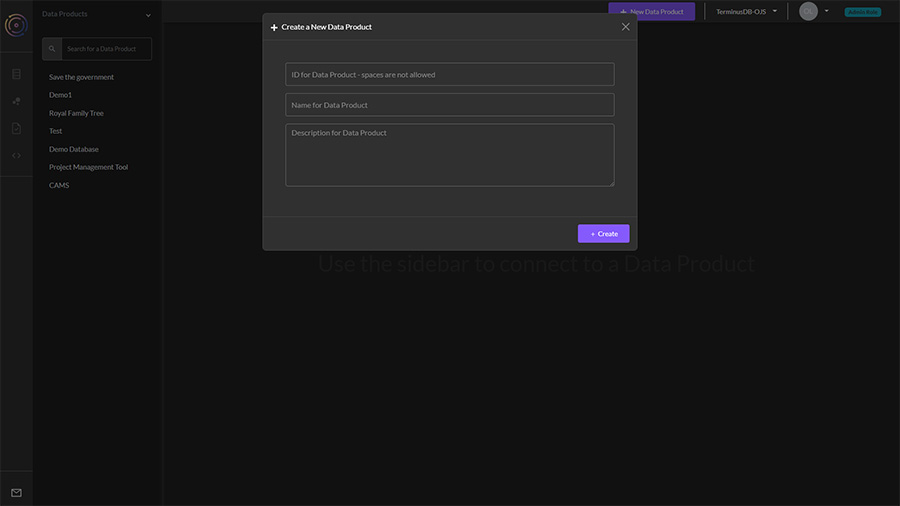 Data Products
New Data Product
TerminusDB-OJS
Search for a Data Product
Save the government
Demo1
Royal Family Tree
Test
Demo Database
Project Management Tool
CAMS
Create a New Data Product
ID for Data Product - spaces are not allowed
Name for Data Product
Description for Data Product
+ Create
Use the sidebar to connect to a Data Product